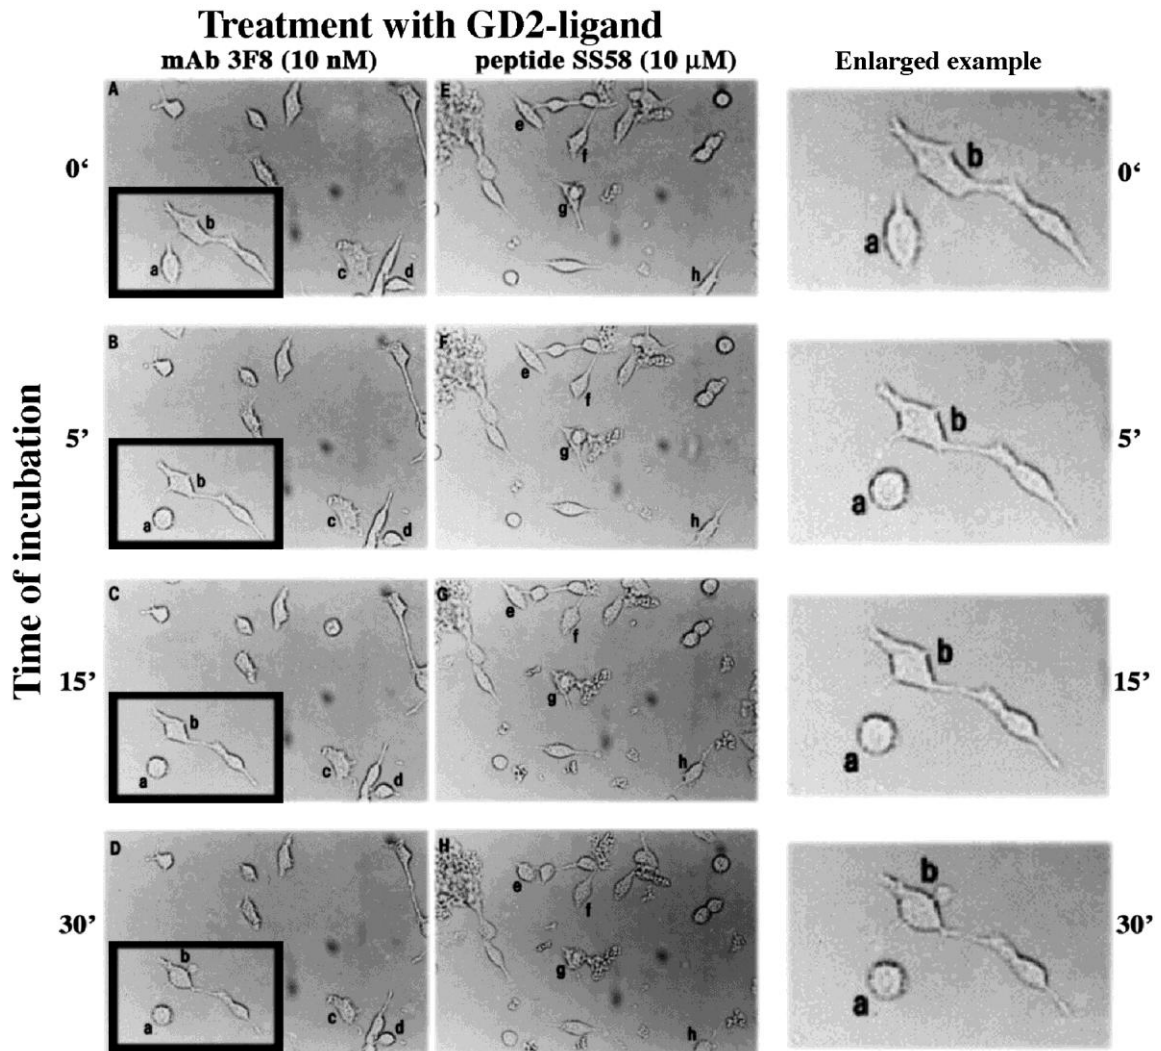 Treatment with GD2-ligand
mAb 3F8 (10 nM) peptide SS58 (10 µM) Enlarged example
Time of incubation
0‘
A
b
a
c
d
E
e
f
g
h
b
a
0‘
5’
B
b
a
c
d
F
e
f
g
h
b
a
5’
15’
C
b
a
c
d
G
e
f
g
h
b
a
15’
30’
D
b
a
c
d
H
e
f
g
h
b
a
30’